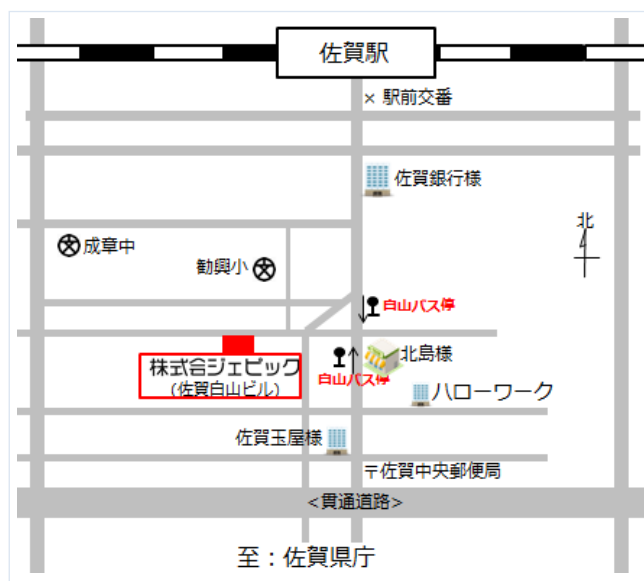 佐賀駅
× 駅前交番
佐賀銀行様
北
成章中
勧興小
白山バス停
株式会ジェピック
(佐賀白山ビル)
北島様
白山バス停
ハローワーク
佐賀玉屋様
〒佐賀中央郵便局
<貫通道路>
至：佐賀県庁